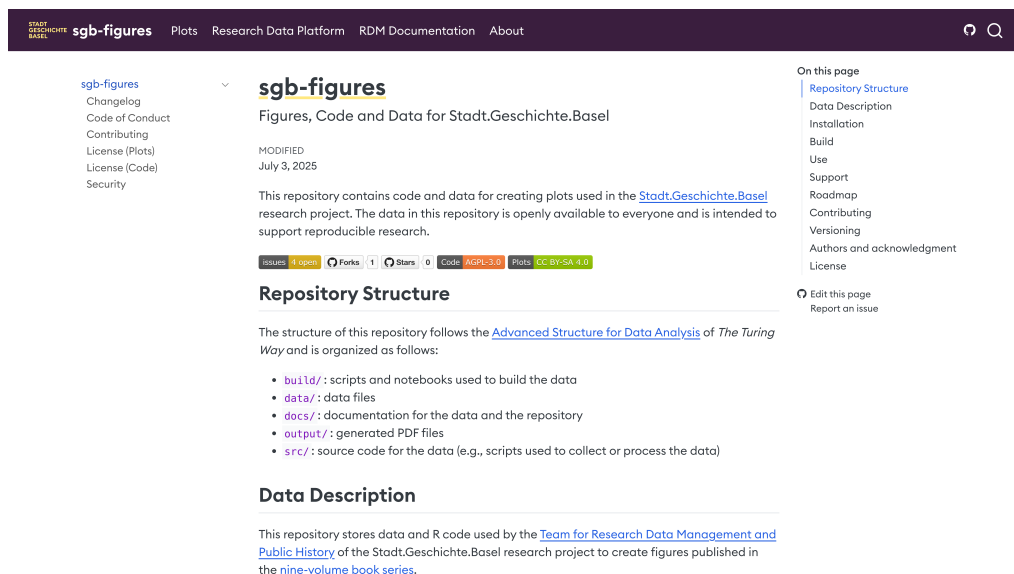 STADT
GESCHICHTE
BASEL
sgb-figures Plots Research Data Platform RDM Documentation About
sgb-figures
Changelog
Code of Conduct
Contributing
License (Plots)
License (Code)
Security
sgb-figures
Figures, Code and Data for Stadt.Geschichte.Basel
MODIFIED
July 3, 2025
This repository contains code and data for creating plots used in the Stadt.Geschichte.Basel
research project. The data in this repository is openly available to everyone and is intended to
support reproducible research.
issues 4 open Forks 1 Stars 0 Code AGPL-3.0 Plots CC BY-SA 4.0
Repository Structure
The structure of this repository follows the Advanced Structure for Data Analysis of The Turing
Way and is organized as follows:
• build/: scripts and notebooks used to build the data
• data/: data files
• docs/: documentation for the data and the repository
• output/: generated PDF files
• src/: source code for the data (e.g., scripts used to collect or process the data)
Data Description
This repository stores data and R code used by the Team for Research Data Management and
Public History of the Stadt.Geschichte.Basel research project to create figures published in
the nine-volume book series.
On this page
Repository Structure
Data Description
Installation
Build
Use
Support
Roadmap
Contributing
Versioning
Authors and acknowledgment
License
Edit this page
Report an issue